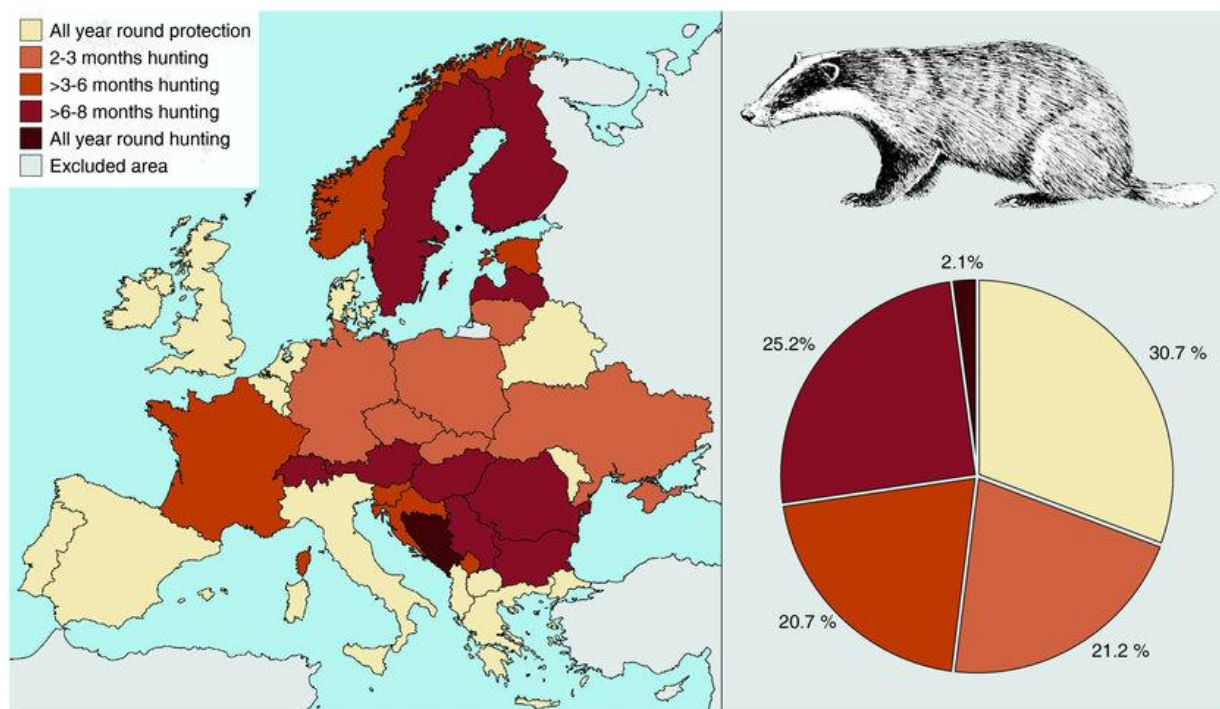 All year round protection
2-3 months hunting
>3-6 months hunting
>6-8 months hunting
All year round hunting
Excluded area
2.1%
25.2%
30.7 %
20.7 %
21.2 %